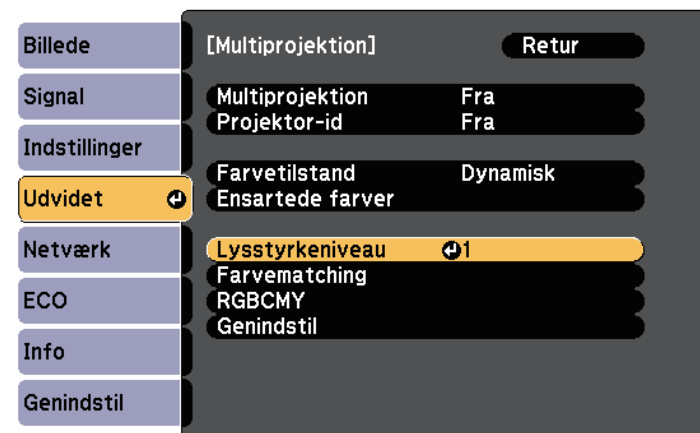 Billede
Signal
Indstillinger
Udvidet
Netværk
ECO
Info
Genindstil
[Multiprojektion] Retur
Multiprojektion Fra
Projektor-id Fra
Farvetilstand Dynamisk
Ensartede farver
Lysstyrkeniveau 1
Farvematching
RGBCMY
Genindstil